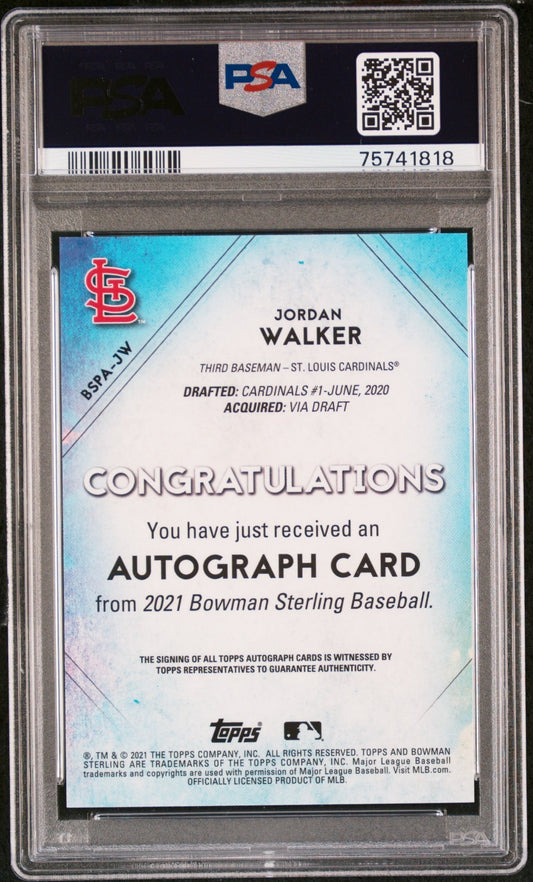 PSA
PSA
75741818
STL
TM
BSPA-JW
JORDAN
WALKER
THIRD BASEMAN – ST. LOUIS CARDINALS®
DRAFTED: CARDINALS #1-JUNE, 2020
ACQUIRED: VIA DRAFT
CONGRATULATIONS
You have just received an
AUTOGRAPH CARD
from 2021 Bowman Sterling Baseball.
THE SIGNING OF ALL TOPPS AUTOGRAPH CARDS IS WITNESSED BY
TOPPS REPRESENTATIVES TO GUARANTEE AUTHENTICITY.
topps
®, TM & © 2021 THE TOPPS COMPANY, INC. ALL RIGHTS RESERVED. TOPPS AND BOWMAN
STERLING ARE TRADEMARKS OF THE TOPPS COMPANY, INC. Major League Baseball
trademarks and copyrights are used with permission of Major League Baseball. Visit MLB.com.
OFFICIALLY LICENSED PRODUCT OF MLB.
PSA